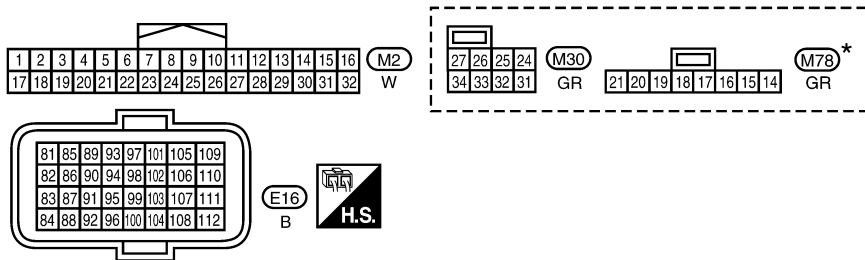 1 2 3 4 5 6 7 8 9 10 11 12 13 14 15 16
17 18 19 20 21 22 23 24 25 26 27 28 29 30 31 32
M2
W
27 26 25 24
34 33 32 31
M30
GR
21 20 19 18 17 16 15 14
M78 *
GR
81 85 89 93 97 101 105 109
82 86 90 94 98 102 106 110
83 87 91 95 99 103 107 111
84 88 92 96 100 104 108 112
E16
B
H.S.